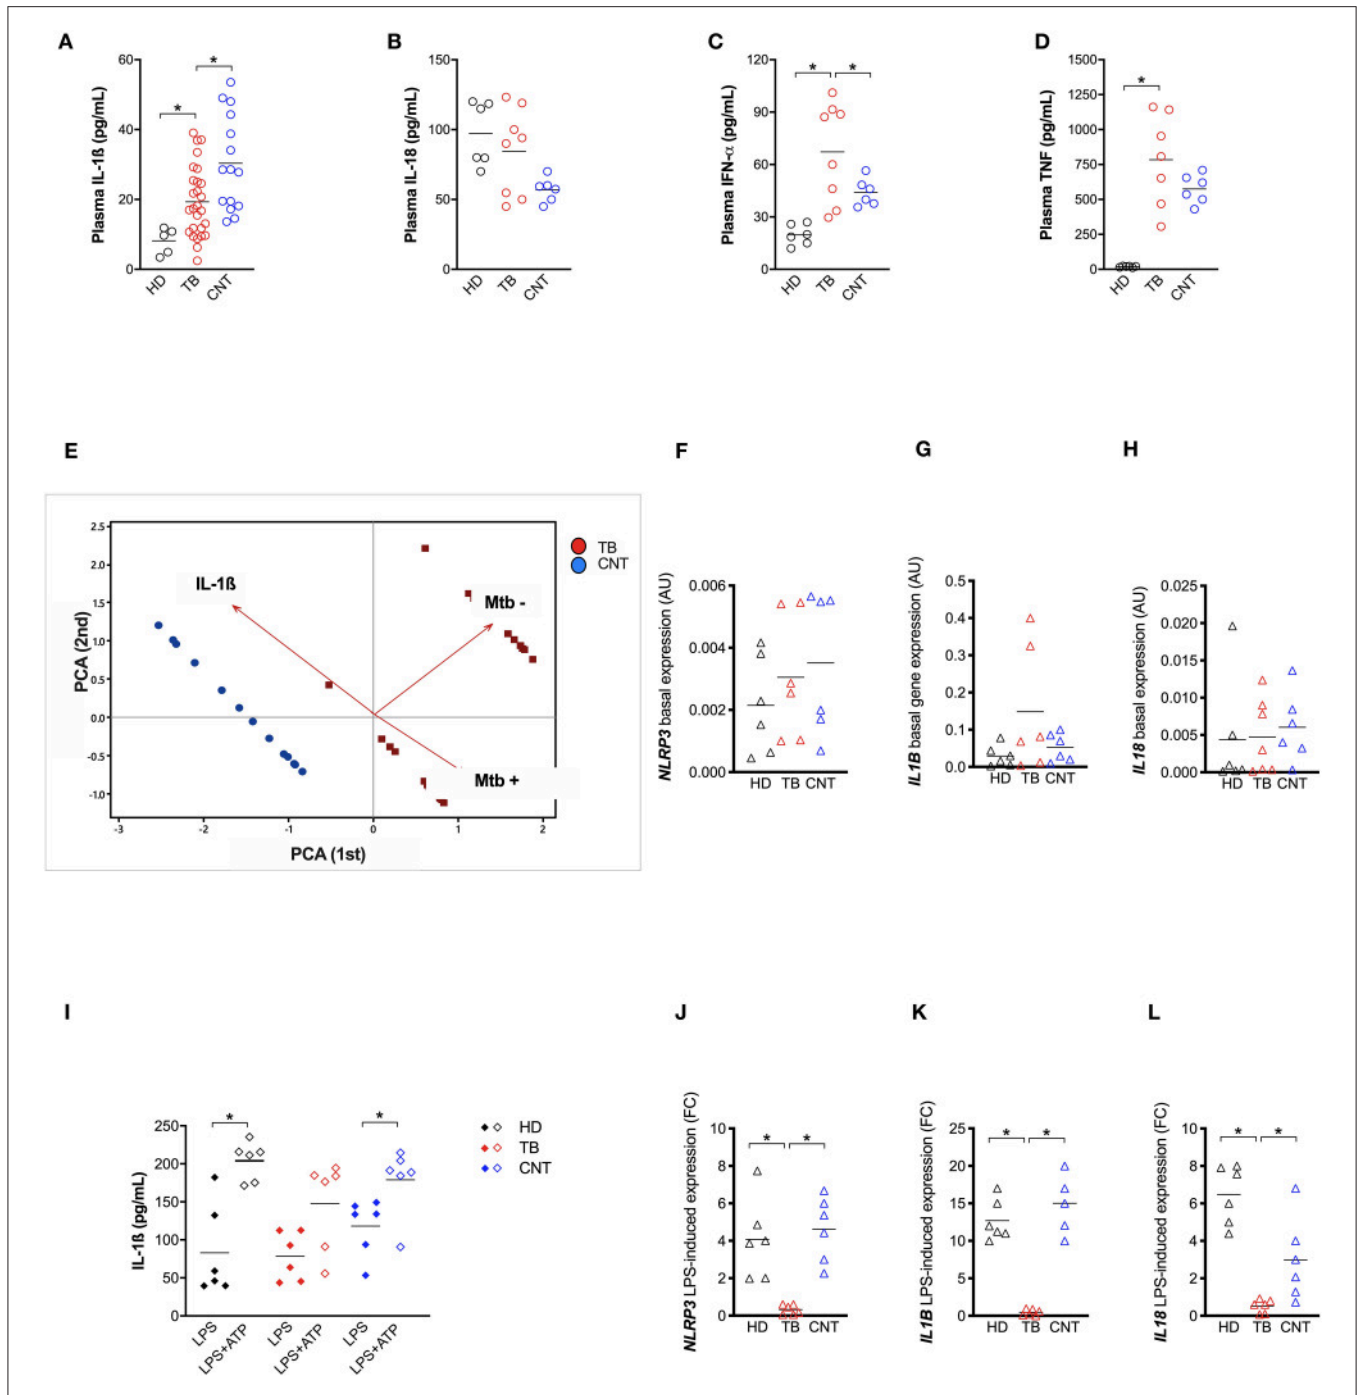 A
B
C
D
Plasma IL-1ß (pg/mL)
60
40
20
0
*
*
HD
TB
CNT
Plasma IL-18 (pg/mL)
150
100
50
0
HD
TB
CNT
Plasma IFN-α (pg/mL)
120
90
60
30
0
*
*
HD
TB
CNT
Plasma TNF (pg/mL)
1500
1250
1000
750
500
250
0
*
HD
TB
CNT
E
F
G
H
PCA (2nd)
2.5
2.0
1.5
1.0
0.5
0.0
-0.5
-1.0
IL-1ß
Mtb -
Mtb +
TB
CNT
-3
-2
-1
0
1
2
PCA (1st)
NLRP3 basal expression (AU)
0.006
0.004
0.002
0.000
HD TB CNT
IL1B basal gene expression (AU)
0.5
0.4
0.3
0.2
0.1
0.0
HD TB CNT
IL18 basal expression (AU)
0.025
0.020
0.015
0.010
0.005
0.000
HD TB CNT
I
J
K
L
IL-1ß (pg/mL)
250
200
150
100
50
0
*
*
HD
TB
CNT
LPS
LPS+ATP
LPS
LPS+ATP
LPS
LPS+ATP
NLRP3 LPS-induced expression (FC)
10
8
6
4
2
0
* *
HD TB CNT
IL1B LPS-induced expression (FC)
25
20
15
10
5
0
* *
HD TB CNT
IL18 LPS-induced expression (FC)
10
8
6
4
2
0
* *
HD TB CNT